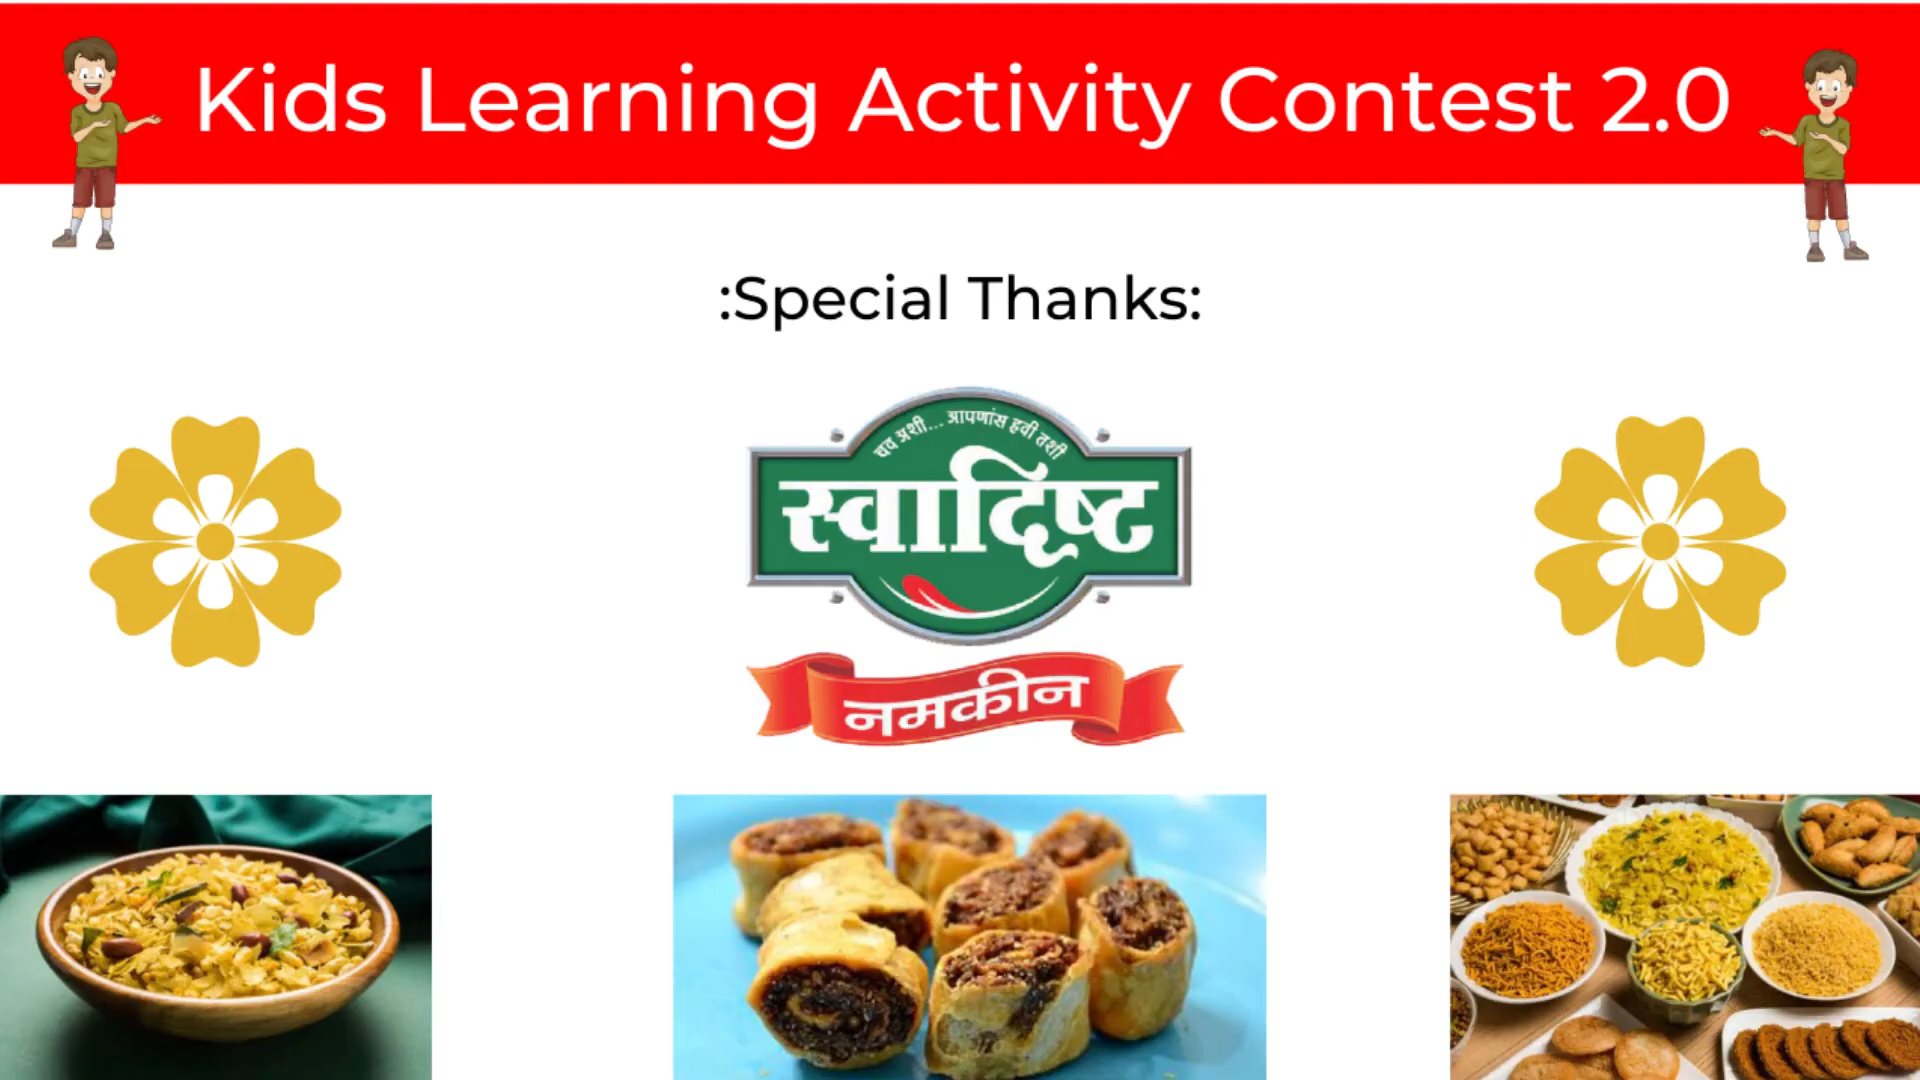 Kids Learning Activity Contest 2.0
:Special Thanks:
चव अशी... आपणांस हवी तशी
स्वादिष्ट
नमकीन